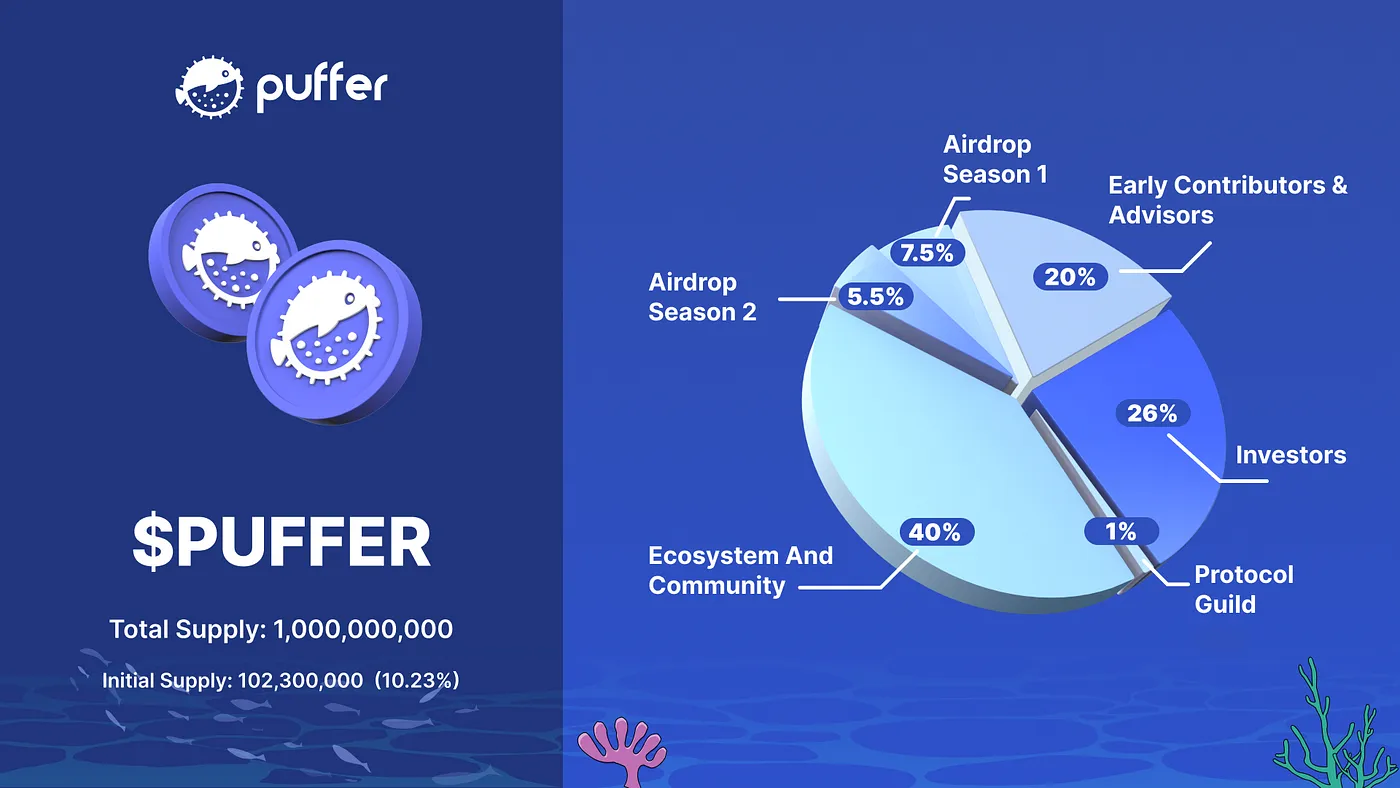 puffer
$PUFFER
Total Supply: 1,000,000,000
Initial Supply: 102,300,000 (10.23%)
Airdrop
Season 1
7.5%
Early Contributors &
Advisors
20%
Airdrop
Season 2
5.5%
26%
Investors
40%
Ecosystem And
Community
1%
Protocol
Guild